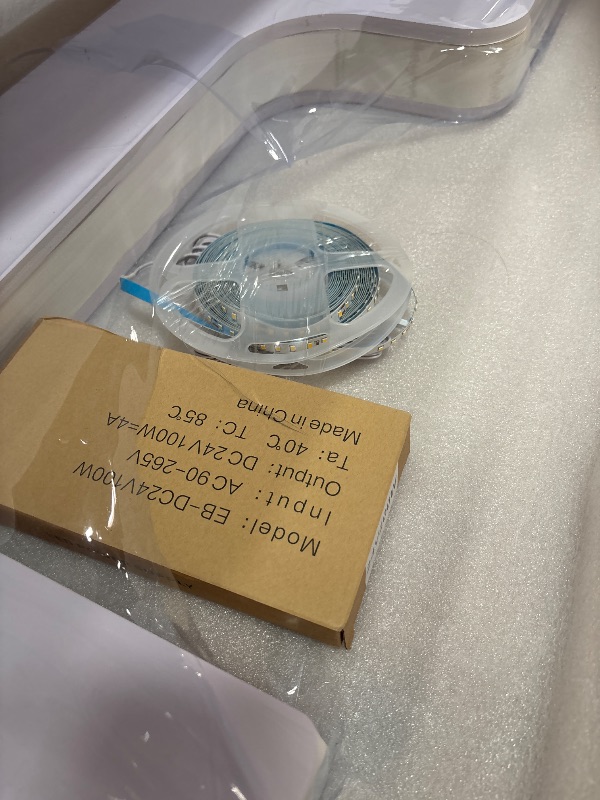 Model: EB-DC24V100W
Input: AC90-265V
Output: DC24V100W=4A
Ta: 40℃ TC: 85℃
Made in China